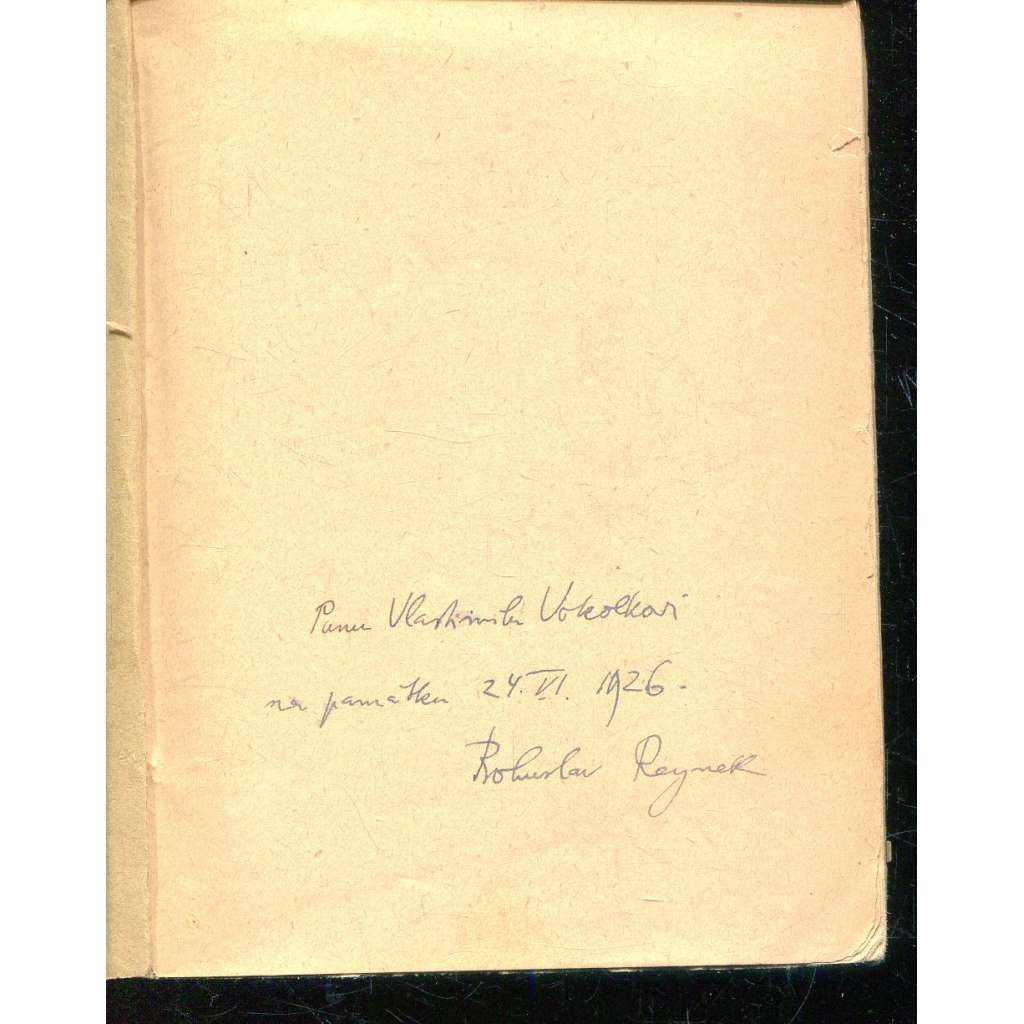 Panu Vlastimilu Vokolkovi
na památku 24. VI. 1926.
Bohuslav Reynek